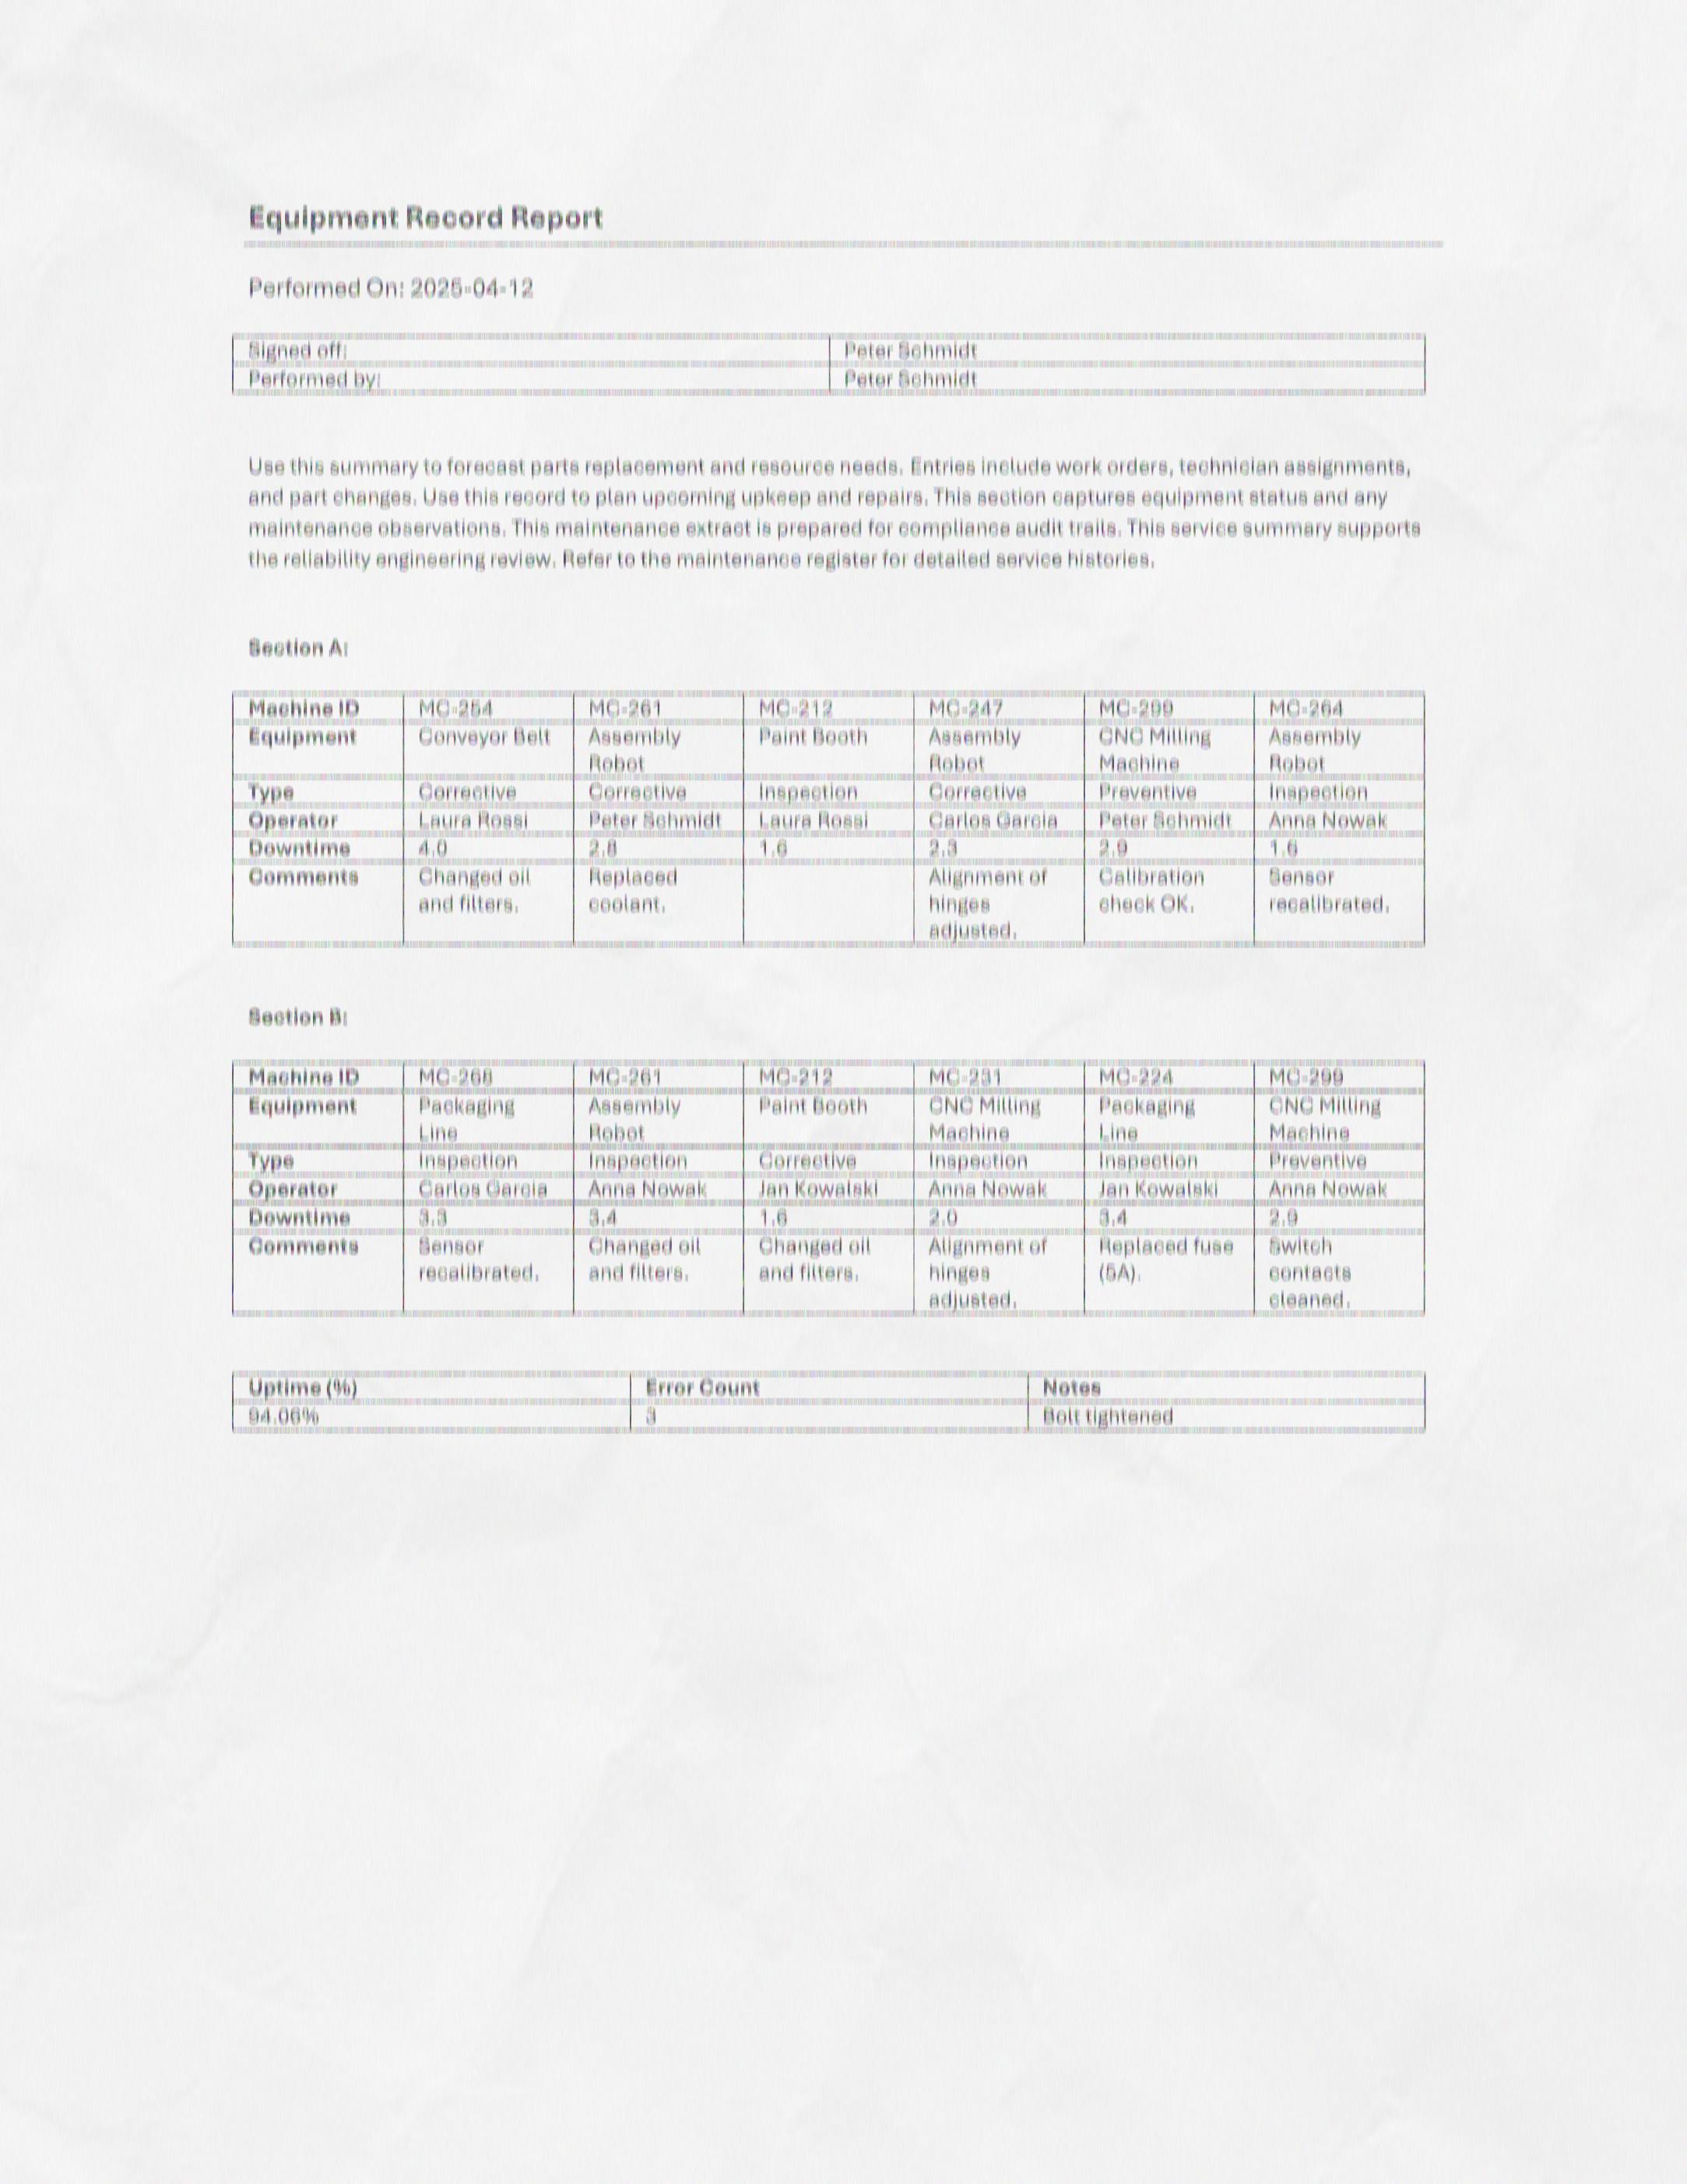 Equipment Record Report
Performed On: 2025-04-12
Signed off: Peter Schmidt
Performed by: Peter Schmidt
Use this summary to forecast parts replacement and resource needs. Entries include work orders, technician assignments,
and part changes. Use this record to plan upcoming upkeep and repairs. This section captures equipment status and any
maintenance observations. This maintenance extract is prepared for compliance audit trails. This service summary supports
the reliability engineering review. Refer to the maintenance register for detailed service histories.
Section A:
Machine ID MC-254 MC-261 MC-212 MC-247 MC-299 MC-264
Equipment Conveyor Belt Assembly Paint Booth Assembly CNC Milling Assembly
Robot Robot Machine Robot
Type Corrective Corrective Inspection Corrective Preventive Inspection
Operator Laura Rossi Peter Schmidt Laura Rossi Carlos Garcia Peter Schmidt Anna Nowak
Downtime 4.0 2.8 1.6 2.3 2.9 1.6
Comments Changed oil Replaced Alignment of Calibration Sensor
and filters. coolant. hinges check OK. recalibrated.
adjusted.
Section B:
Machine ID MC-268 MC-261 MC-212 MC-231 MC-224 MC-299
Equipment Packaging Assembly Paint Booth CNC Milling Packaging CNC Milling
Line Robot Machine Line Machine
Type Inspection Inspection Corrective Inspection Inspection Preventive
Operator Carlos Garcia Anna Nowak Jan Kowalski Anna Nowak Jan Kowalski Anna Nowak
Downtime 3.3 3.4 1.6 2.0 3.4 2.9
Comments Sensor Changed oil Changed oil Alignment of Replaced fuse Switch
recalibrated. and filters. and filters. hinges (5A). contacts
adjusted. cleaned.
Uptime (%) Error Count Notes
94.06% 3 Bolt tightened